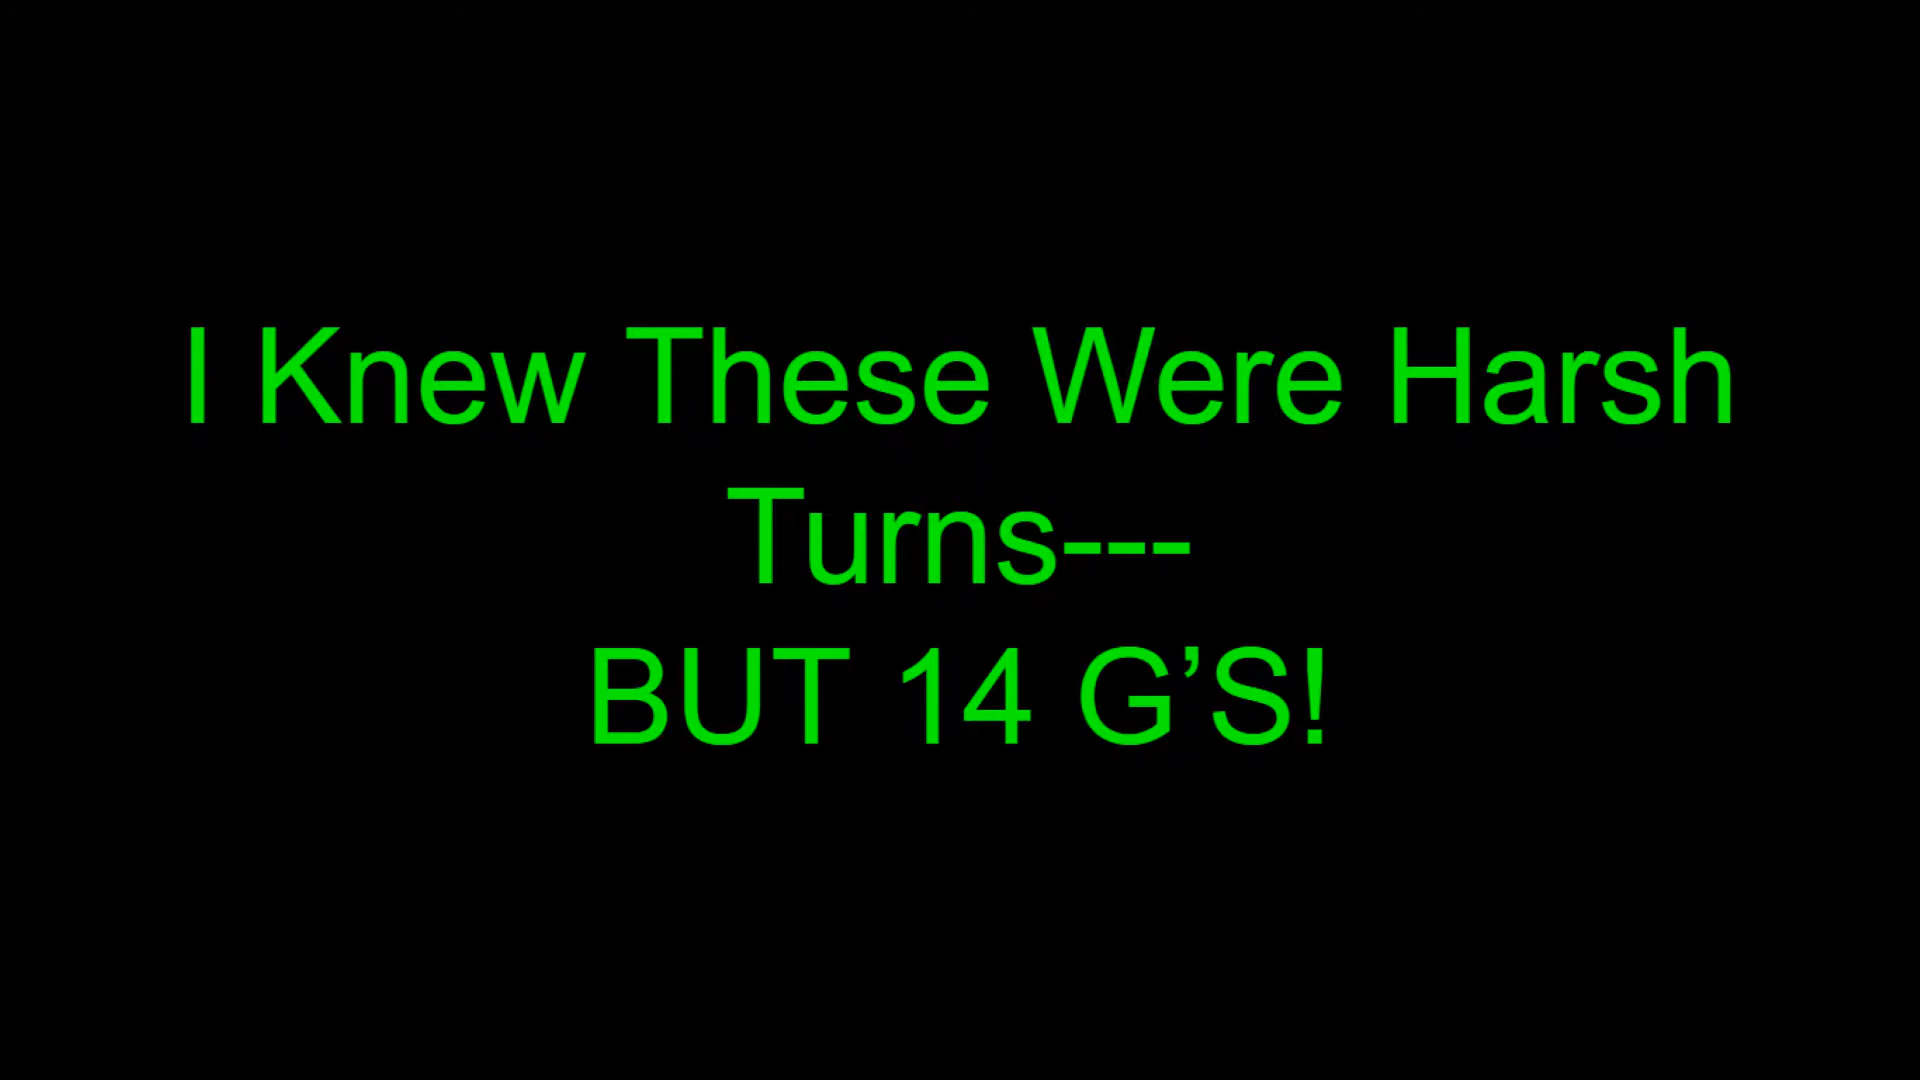 I Knew These Were Harsh
Turns---
BUT 14 G’S!